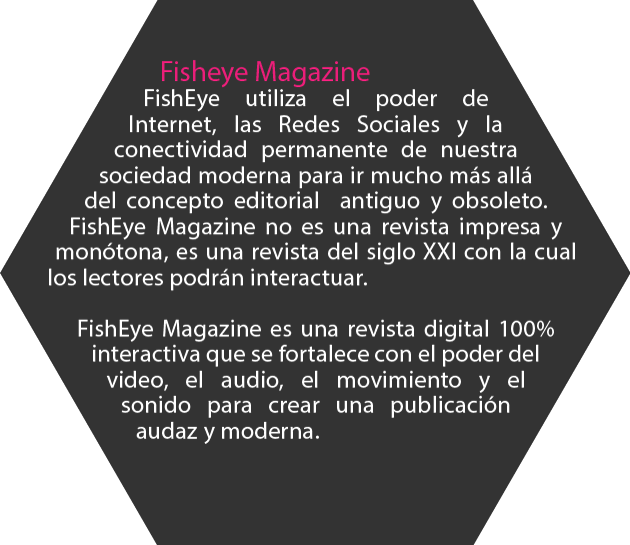 Fisheye Magazine
FishEye utiliza el poder de
Internet, las Redes Sociales y la
conectividad permanente de nuestra
sociedad moderna para ir mucho más allá
del concepto editorial antiguo y obsoleto.
FishEye Magazine no es una revista impresa y
monótona, es una revista del siglo XXI con la cual
los lectores podrán interactuar.
FishEye Magazine es una revista digital 100%
interactiva que se fortalece con el poder del
video, el audio, el movimiento y el
sonido para crear una publicación
audaz y moderna.